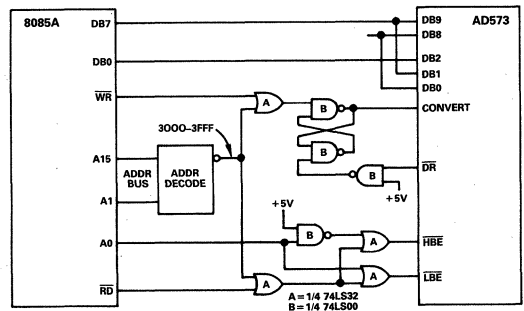 8085A
AD573
DB7
DB9
DB8
DB0
DB2
DB1
DB0
WR
A
B
CONVERT
3000–3FFF
B
A15
ADDR
BUS
ADDR
DECODE
DR
B
+5V
A1
+5V
B
A
HBE
A0
A
LBE
RD
A
A = 1/4 74LS32
B = 1/4 74LS00